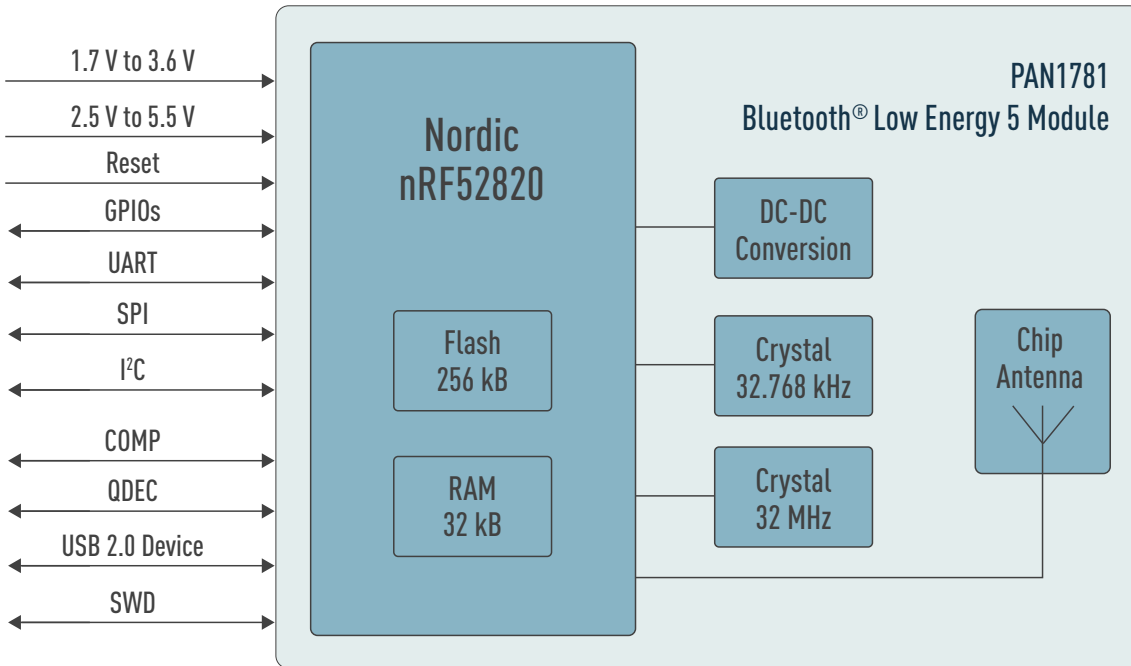 1.7 V to 3.6 V
2.5 V to 5.5 V
Reset
GPIOs
UART
SPI
I²C
COMP
QDEC
USB 2.0 Device
SWD
Nordic
nRF52820
Flash
256 kB
RAM
32 kB
PAN1781
Bluetooth® Low Energy 5 Module
DC-DC
Conversion
Crystal
32.768 kHz
Crystal
32 MHz
Chip
Antenna